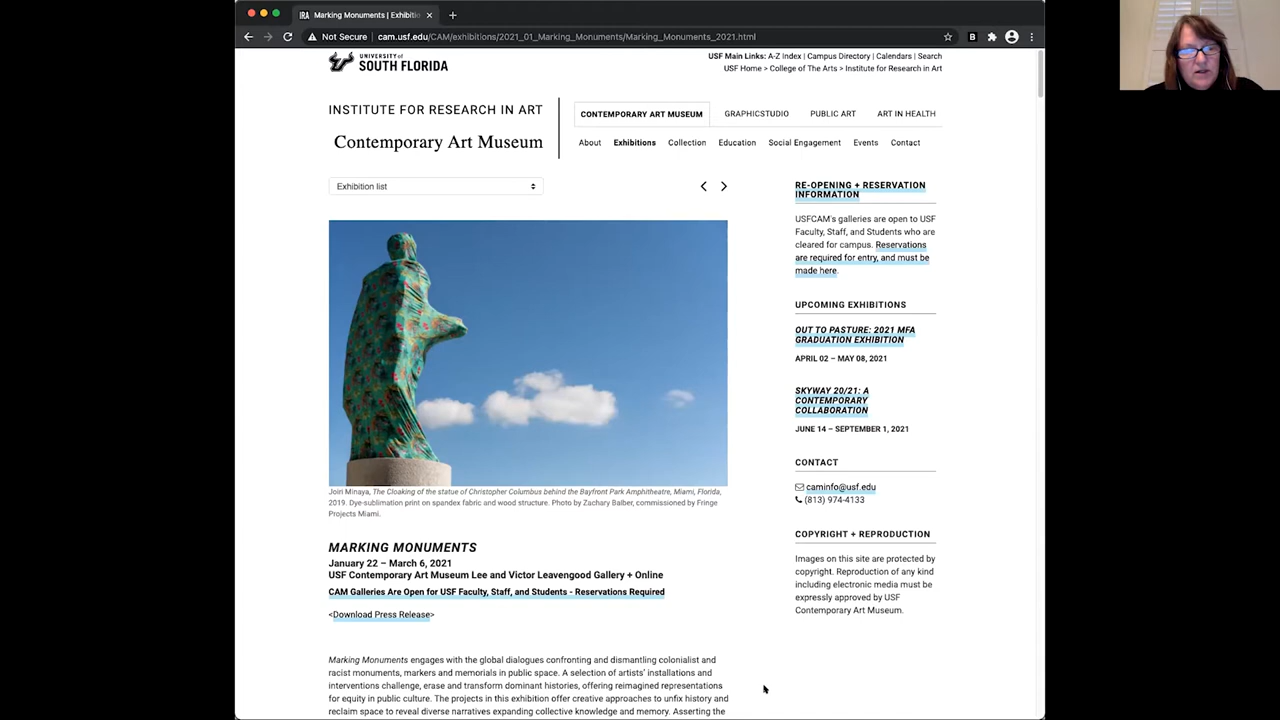 IRA Marking Monuments | Exhibitio
Not Secure | cam.usf.edu/CAM/exhibitions/2021_01_Marking_Monuments/Marking_Monuments_2021.html
UNIVERSITY of
SOUTH FLORIDA
USF Main Links: A-Z Index | Campus Directory | Calendars | Search
USF Home > College of The Arts > Institute for Research in Art
INSTITUTE FOR RESEARCH IN ART
Contemporary Art Museum
CONTEMPORARY ART MUSEUM GRAPHICSTUDIO PUBLIC ART ART IN HEALTH
About Exhibitions Collection Education Social Engagement Events Contact
Exhibition list
Joiri Minaya, The Cloaking of the statue of Christopher Columbus behind the Bayfront Park Amphitheatre, Miami, Florida,
2019. Dye-sublimation print on spandex fabric and wood structure. Photo by Zachary Balber, commissioned by Fringe
Projects Miami.
MARKING MONUMENTS
January 22 – March 6, 2021
USF Contemporary Art Museum Lee and Victor Leavengood Gallery + Online
CAM Galleries Are Open for USF Faculty, Staff, and Students - Reservations Required
<Download Press Release>
Marking Monuments engages with the global dialogues confronting and dismantling colonialist and
racist monuments, markers and memorials in public space. A selection of artists' installations and
interventions challenge, erase and transform dominant histories, offering reimagined representations
for equity in public culture. The projects in this exhibition offer creative approaches to unfix history and
reclaim space to reveal diverse narratives expanding collective knowledge and memory. Asserting the
RE-OPENING + RESERVATION
INFORMATION
USFCAM's galleries are open to USF
Faculty, Staff, and Students who are
cleared for campus. Reservations
are required for entry, and must be
made here.
UPCOMING EXHIBITIONS
OUT TO PASTURE: 2021 MFA
GRADUATION EXHIBITION
APRIL 02 – MAY 08, 2021
SKYWAY 20/21: A
CONTEMPORARY
COLLABORATION
JUNE 14 – SEPTEMBER 1, 2021
CONTACT
caminfo@usf.edu
(813) 974-4133
COPYRIGHT + REPRODUCTION
Images on this site are protected by
copyright. Reproduction of any kind
including electronic media must be
expressly approved by USF
Contemporary Art Museum.